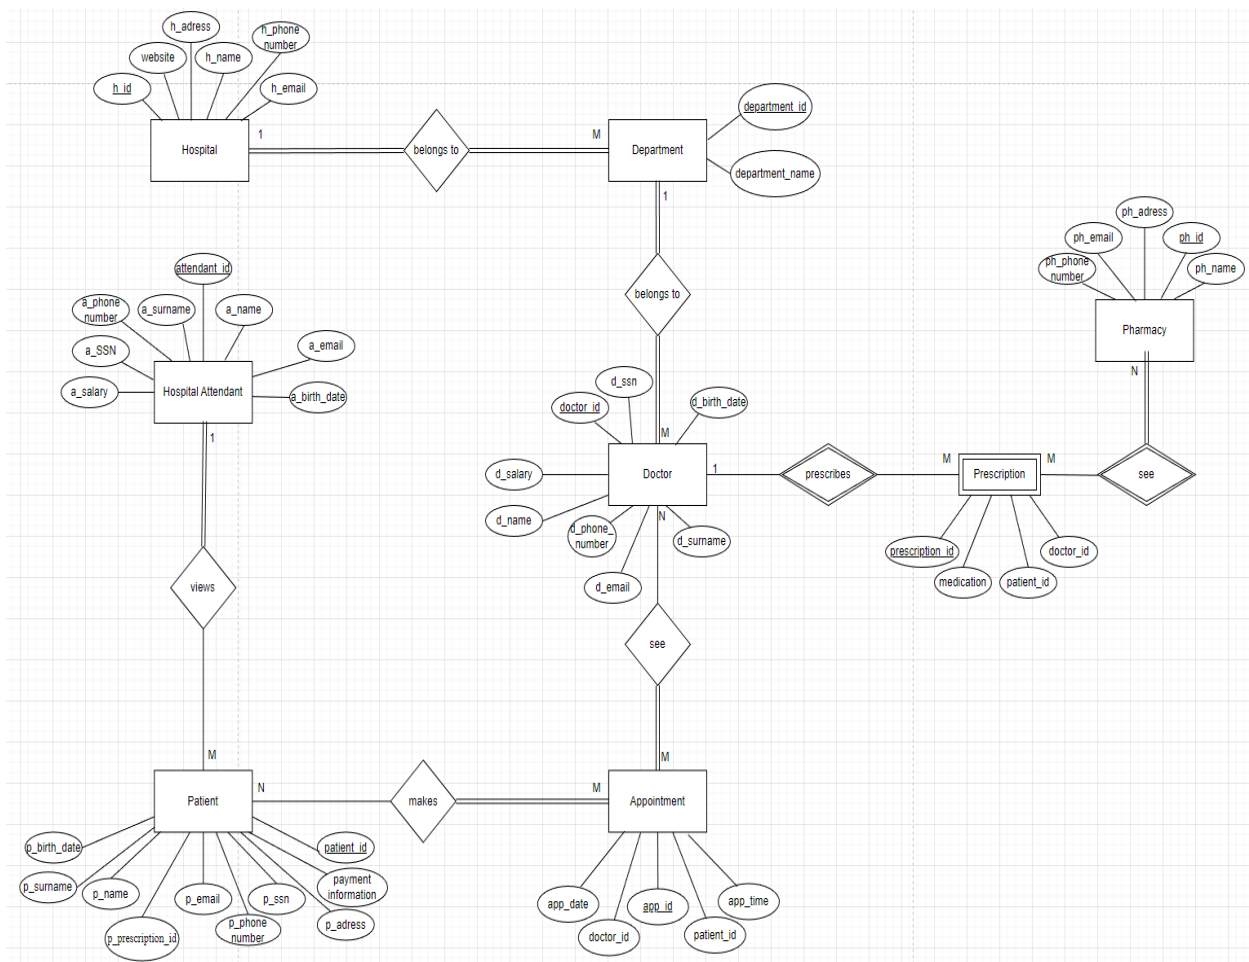 h_adress
h_phone
number
website
h_name
h_id
h_email
Hospital
1
belongs to
M
Department
department_id
department_name
1
belongs to
M
ph_adress
ph_email
ph_id
ph_phone
number
ph_name
Pharmacy
N
attendant_id
a_phone
number
a_surname
a_name
a_SSN
a_email
a_salary
a_birth_date
Hospital Attendant
1
d_ssn
doctor_id
d_birth_date
d_salary
Doctor
1
prescribes
M
Prescription
M
see
d_name
d_phone_
number
N
d_surname
d_email
prescription_id
medication
patient_id
doctor_id
views
see
M
M
Patient
N
makes
M
Appointment
p_birth_date
p_surname
p_name
p_prescription_id
p_email
p_phone
number
p_ssn
p_adress
payment
information
patient_id
app_date
doctor_id
app_id
patient_id
app_time